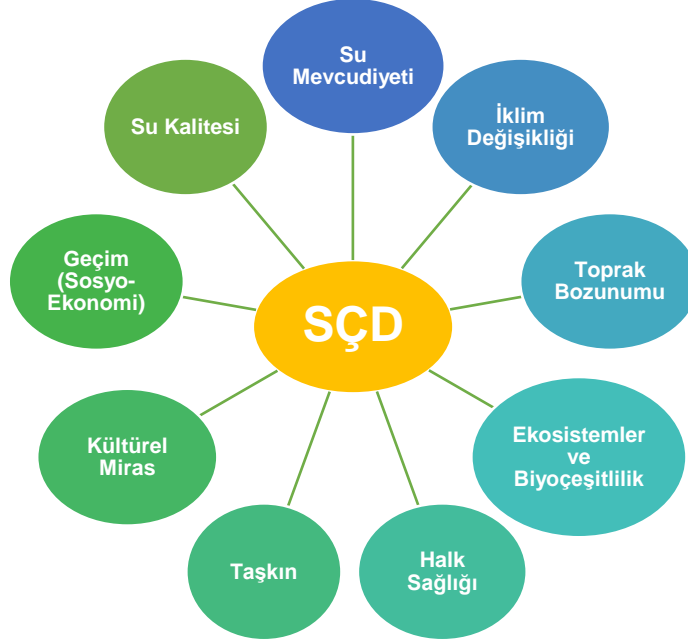 Su
Mevcudiyeti
İklim
Değişikliği
Toprak
Bozunumu
Ekosistemler
ve
Biyoçeşitlilik
Halk
Sağlığı
Taşkın
Kültürel
Miras
Geçim
(Sosyo-
Ekonomi)
Su Kalitesi
SÇD